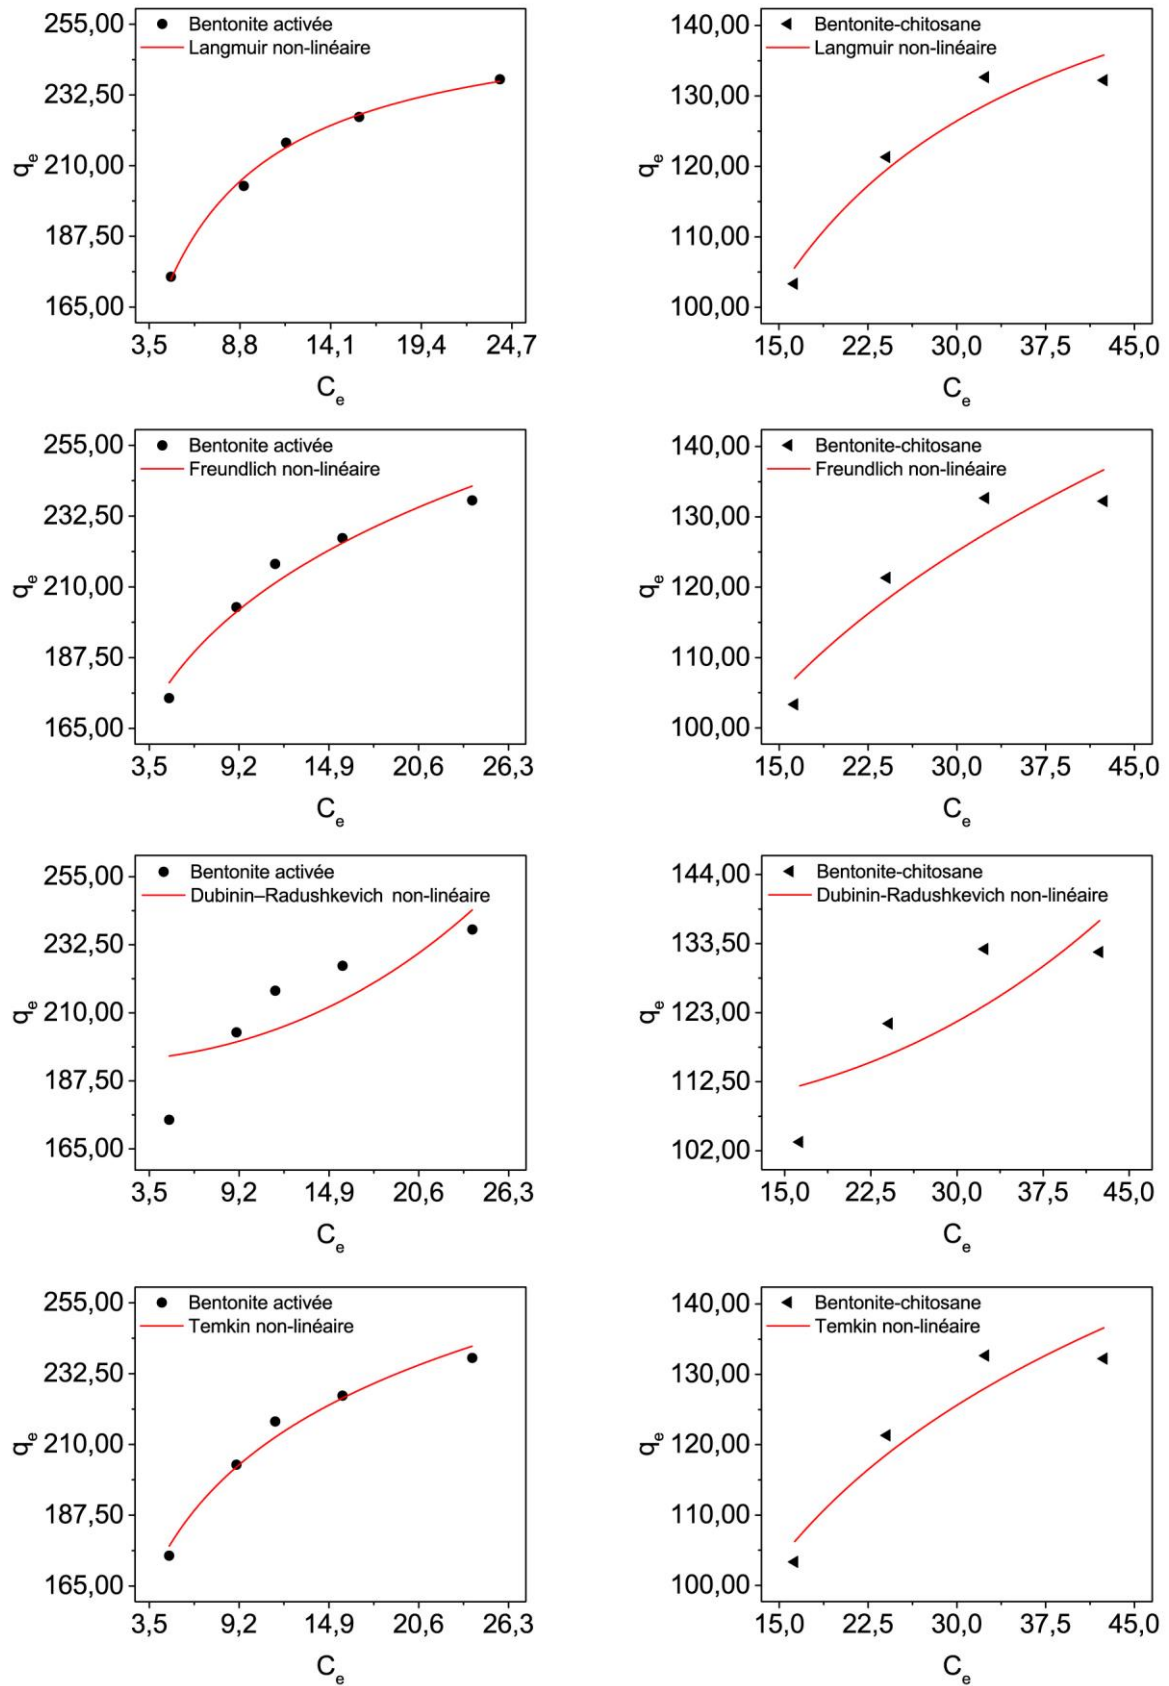 Bentonite activée
Langmuir non-linéaire
255,00
232,50
210,00
187,50
165,00
qe
3,5 8,8 14,1 19,4 24,7
Ce
Bentonite-chitosane
Langmuir non-linéaire
140,00
130,00
120,00
110,00
100,00
qe
15,0 22,5 30,0 37,5 45,0
Ce
Bentonite activée
Freundlich non-linéaire
255,00
232,50
210,00
187,50
165,00
qe
3,5 9,2 14,9 20,6 26,3
Ce
Bentonite-chitosane
Freundlich non-linéaire
140,00
130,00
120,00
110,00
100,00
qe
15,0 22,5 30,0 37,5 45,0
Ce
Bentonite activée
Dubinin–Radushkevich non-linéaire
255,00
232,50
210,00
187,50
165,00
qe
3,5 9,2 14,9 20,6 26,3
Ce
Bentonite-chitosane
Dubinin-Radushkevich non-linéaire
144,00
133,50
123,00
112,50
102,00
qe
15,0 22,5 30,0 37,5 45,0
Ce
Bentonite activée
Temkin non-linéaire
255,00
232,50
210,00
187,50
165,00
qe
3,5 9,2 14,9 20,6 26,3
Ce
Bentonite-chitosane
Temkin non-linéaire
140,00
130,00
120,00
110,00
100,00
qe
15,0 22,5 30,0 37,5 45,0
Ce